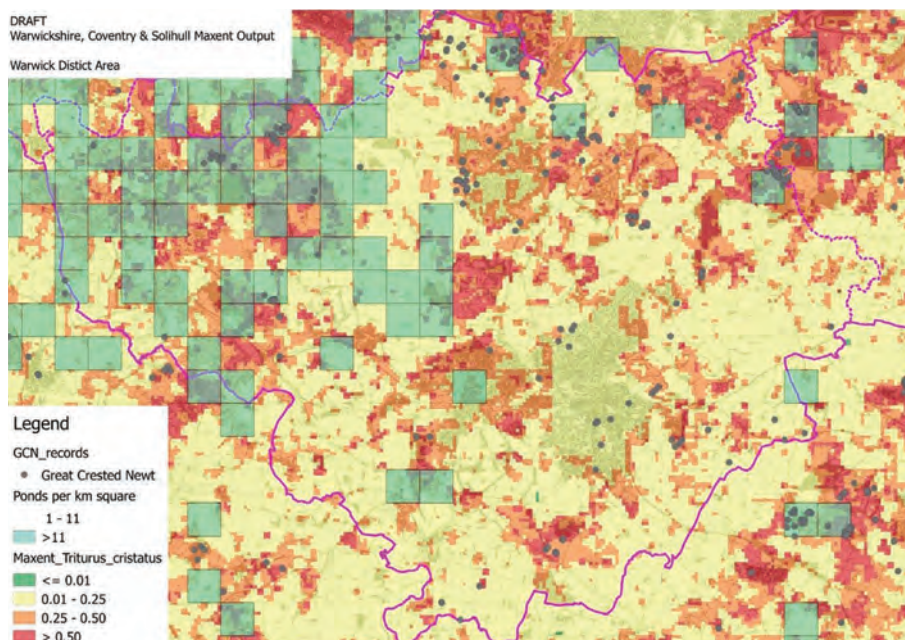 DRAFT
Warwickshire, Coventry & Solihull Maxent Output
Warwick Distict Area
Legend
GCN_records
Great Crested Newt
Ponds per km square
1 - 11
>11
Maxent_Triturus_cristatus
<= 0.01
0.01 - 0.25
0.25 - 0.50
> 0.50